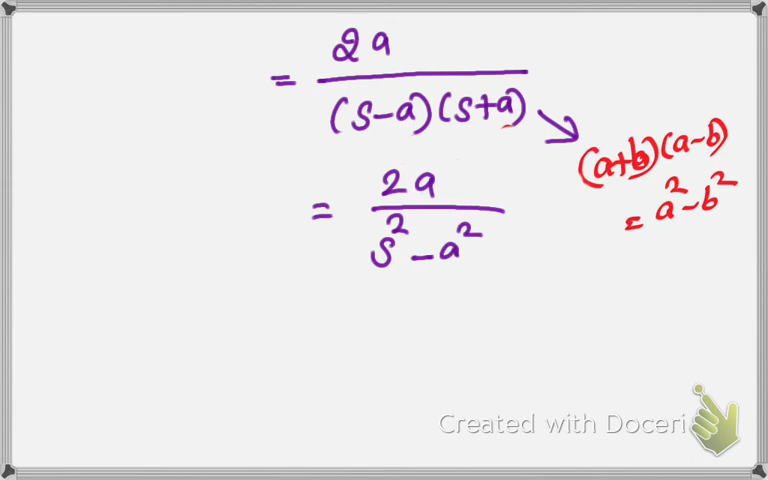 = 2a / (s-a)(s+a)
(a+b)(a-b)
= a² - b²
= 2a / s² - a²
Created with Doceri